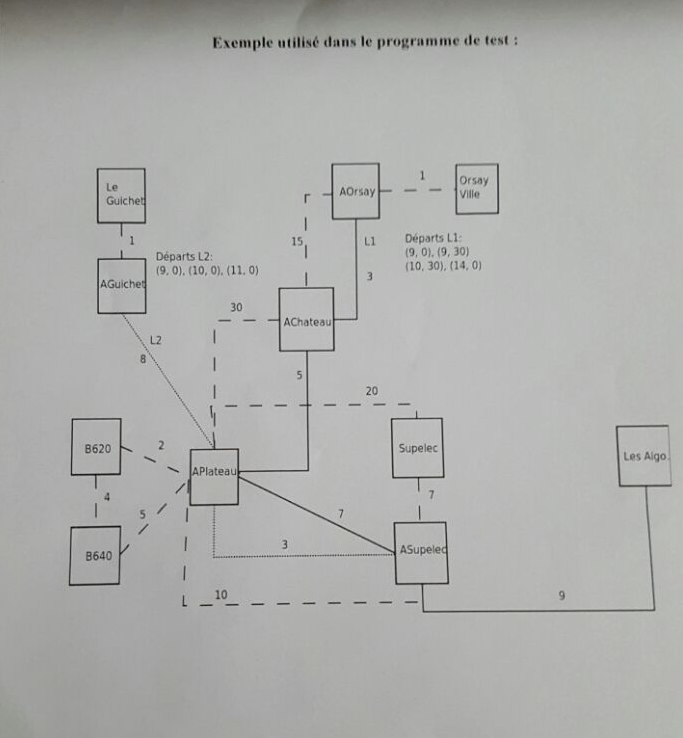 Exemple utilisé dans le programme de test :
Le
Guichet
1
AGuichet
Départs L2:
(9, 0), (10, 0), (11, 0)
AOrsay
1
Orsay
Ville
15
L1
3
Départs L1:
(9, 0), (9, 30)
(10, 30), (14, 0)
30
AChateau
L2
8
5
20
B620
2
APlateau
Supelec
Les Algo.
4
5
7
7
B640
3
ASupelec
10
9